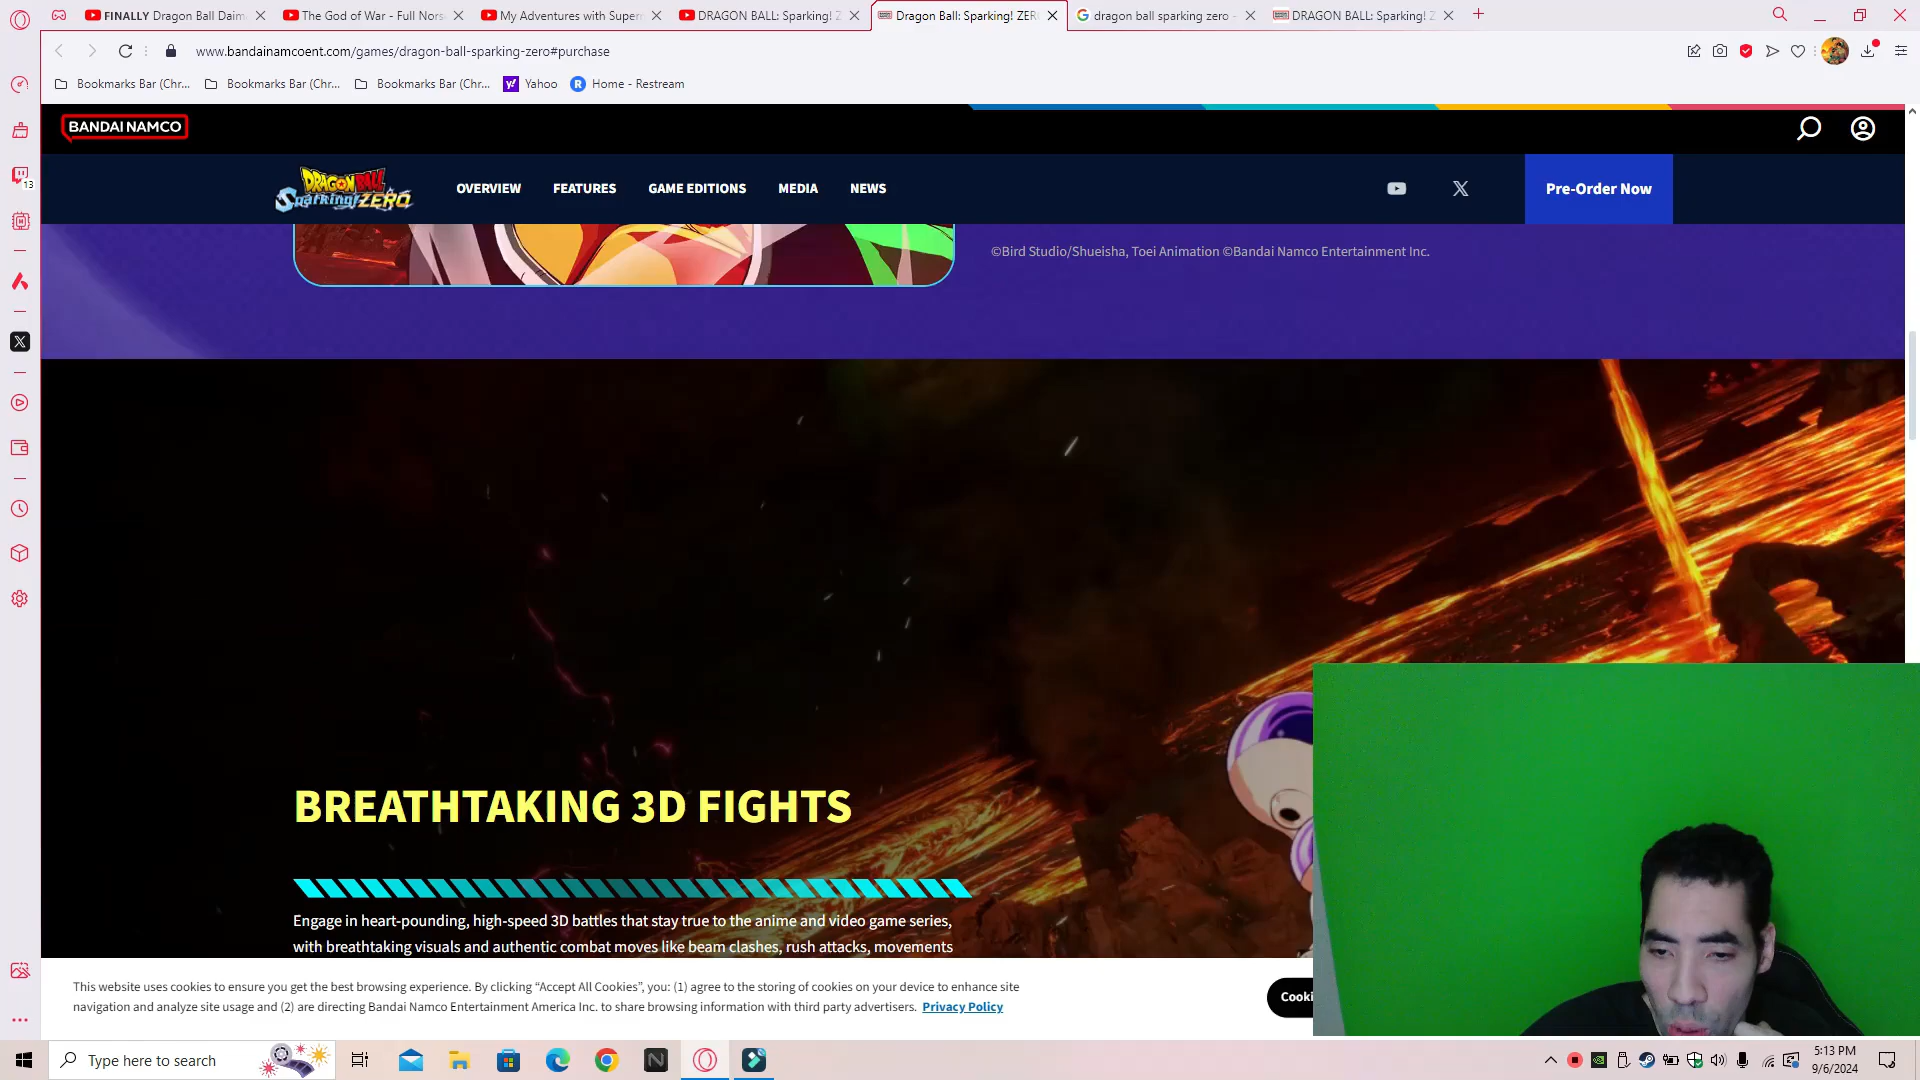 FINALLY Dragon Ball Daim
The God of War - Full Nors
My Adventures with Superr
DRAGON BALL: Sparking! Z
Dragon Ball: Sparking! ZER
dragon ball sparking zero -
DRAGON BALL: Sparking! Z
www.bandainamcoent.com/games/dragon-ball-sparking-zero#purchase
Bookmarks Bar (Chr...
Bookmarks Bar (Chr...
Bookmarks Bar (Chr...
Yahoo
Home - Restream
BANDAI NAMCO
13
DRAGON BALL
Sparking! ZERO
OVERVIEW
FEATURES
GAME EDITIONS
MEDIA
NEWS
Pre-Order Now
©Bird Studio/Shueisha, Toei Animation ©Bandai Namco Entertainment Inc.
BREATHTAKING 3D FIGHTS
Engage in heart-pounding, high-speed 3D battles that stay true to the anime and video game series,
with breathtaking visuals and authentic combat moves like beam clashes, rush attacks, movements
This website uses cookies to ensure you get the best browsing experience. By clicking “Accept All Cookies”, you: (1) agree to the storing of cookies on your device to enhance site
navigation and analyze site usage and (2) are directing Bandai Namco Entertainment America Inc. to share browsing information with third party advertisers. Privacy Policy
Cooki
Type here to search
5:13 PM
9/6/2024